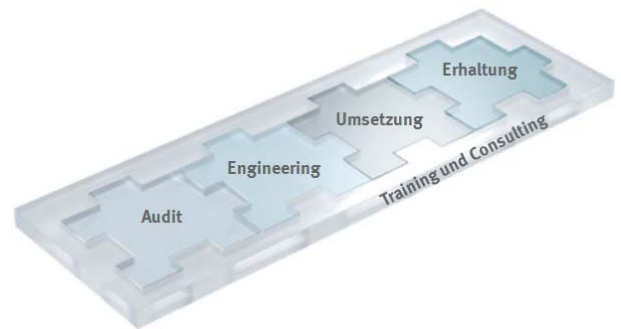 Audit
Engineering
Umsetzung
Erhaltung
Training und Consulting